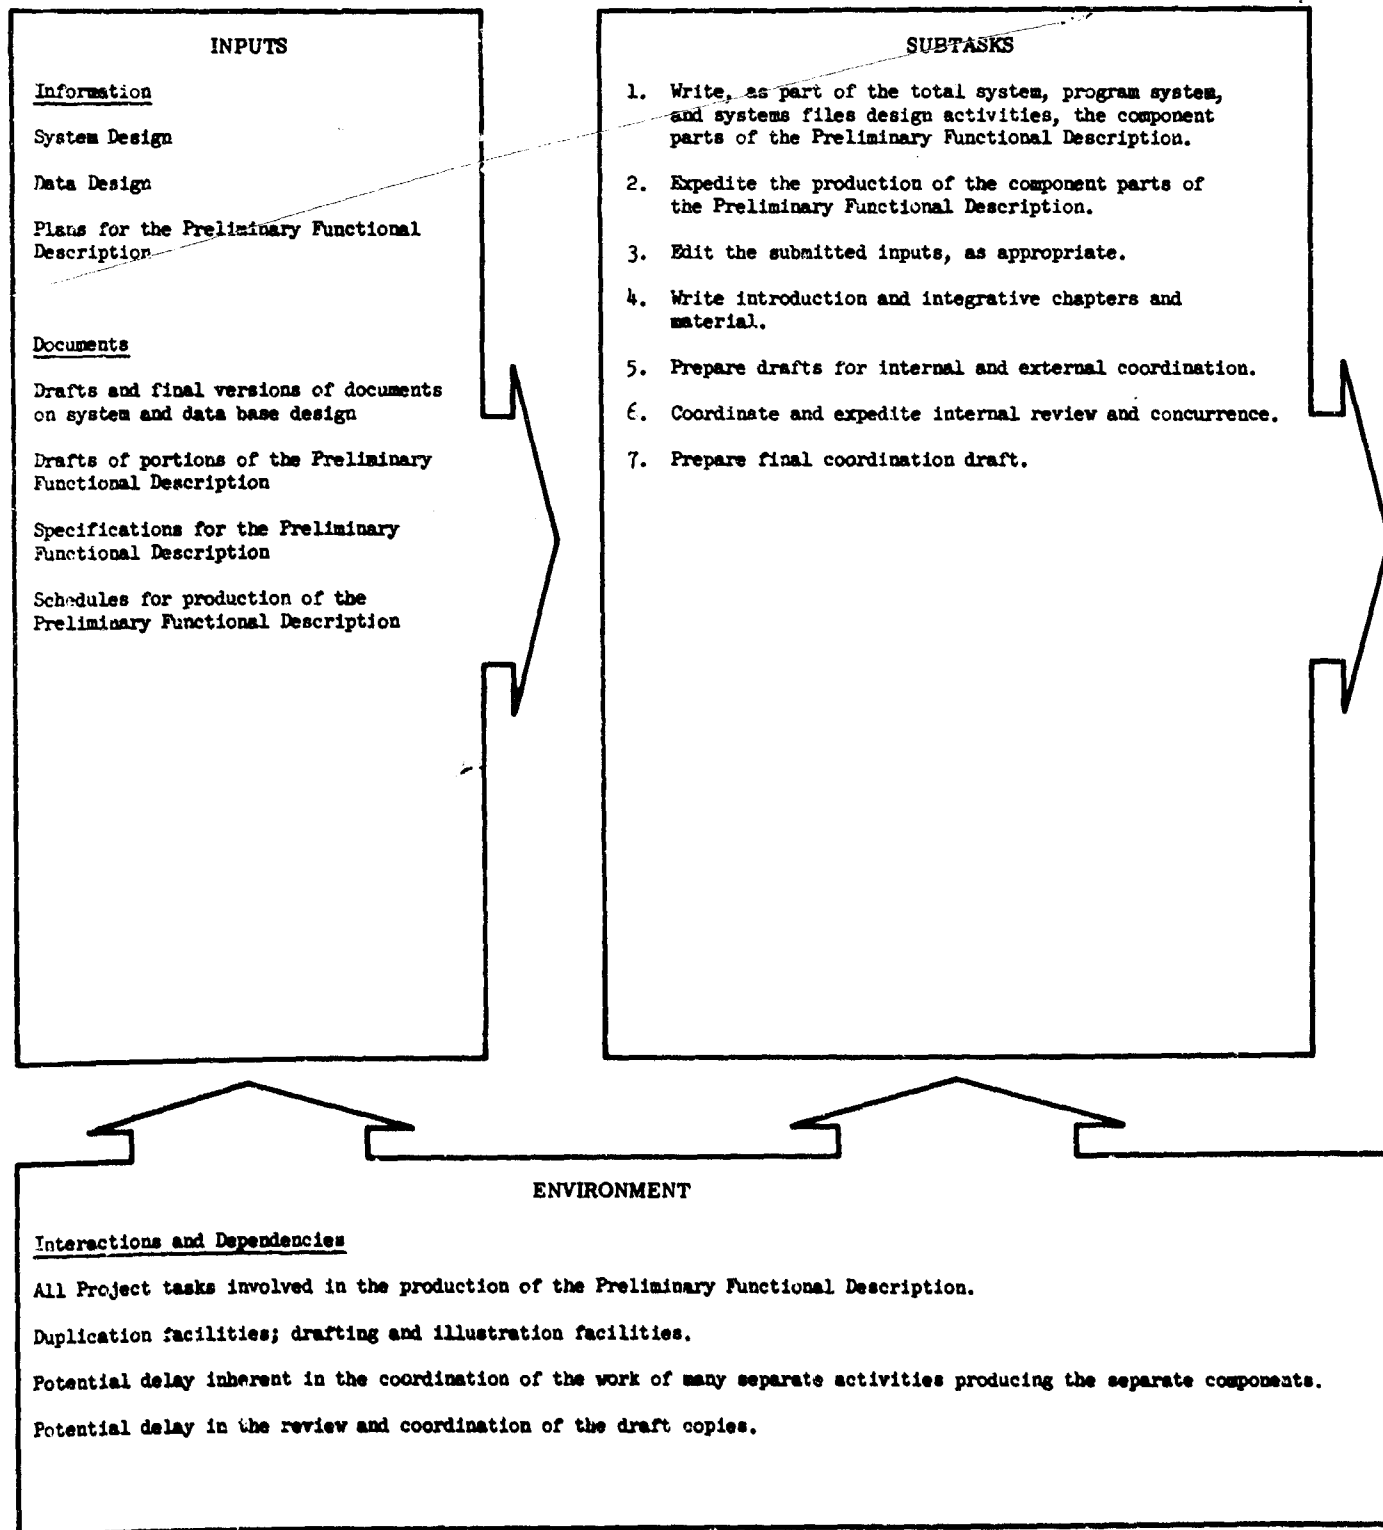 INPUTS
Information
System Design
Data Design
Plans for the Preliminary Functional
Description
Documents
Drafts and final versions of documents
on system and data base design
Drafts of portions of the Preliminary
Functional Description
Specifications for the Preliminary
Functional Description
Schedules for production of the
Preliminary Functional Description
SUBTASKS
1. Write, as part of the total system, program system,
and systems files design activities, the component
parts of the Preliminary Functional Description.
2. Expedite the production of the component parts of
the Preliminary Functional Description.
3. Edit the submitted inputs, as appropriate.
4. Write introduction and integrative chapters and
material.
5. Prepare drafts for internal and external coordination.
6. Coordinate and expedite internal review and concurrence.
7. Prepare final coordination draft.
ENVIRONMENT
Interactions and Dependencies
All Project tasks involved in the production of the Preliminary Functional Description.
Duplication facilities; drafting and illustration facilities.
Potential delay inherent in the coordination of the work of many separate activities producing the separate components.
Potential delay in the review and coordination of the draft copies.